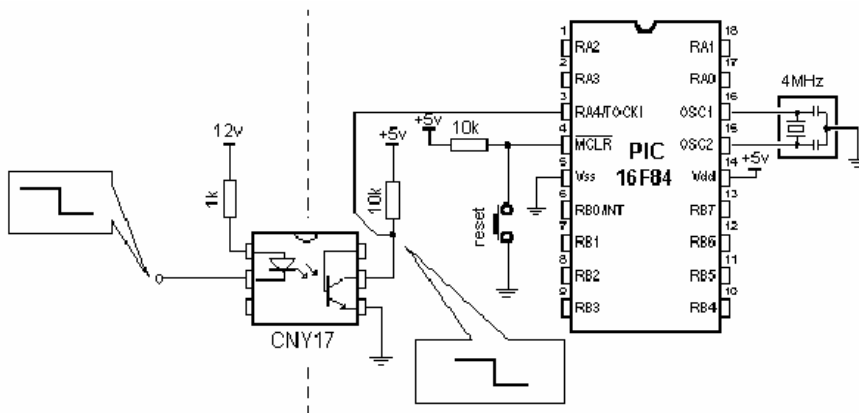 12v
1k
CNY17
+5v
10k
+5v
10k
reset
1
RA2
2
RA3
3
RA4/TOCKI
4
MCLR
5
Vss
6
RB0/INT
7
RB1
8
RB2
9
RB3
PIC
16F84
18
RA1
17
RA0
16
OSC1
15
OSC2
14
Vdd
+5v
13
RB7
12
RB6
11
RB5
10
RB4
4MHz